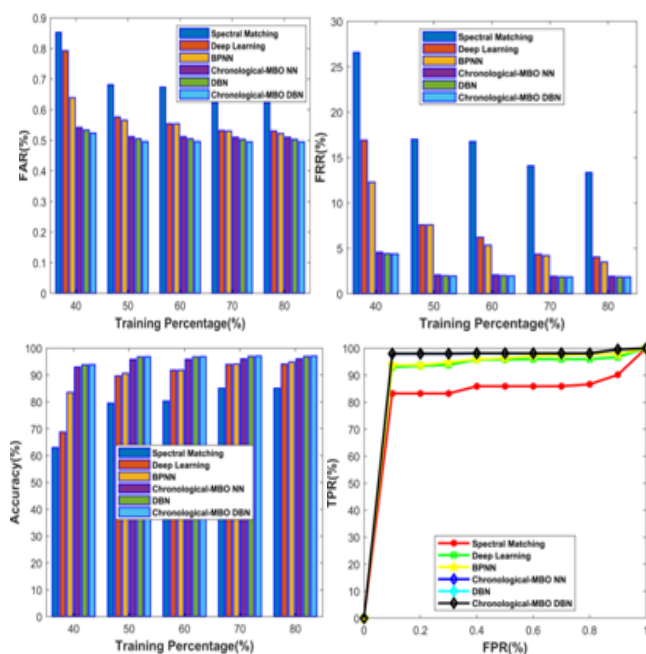 0.9
0.8
0.7
0.6
0.5
0.4
0.3
0.2
0.1
0
FAR(%)
Spectral Matching
Deep Learning
BPNN
Chronological-MBO NN
DBN
Chronological-MBO DBN
40 50 60 70 80
Training Percentage(%)
30
25
20
15
10
5
0
FRR(%)
Spectral Matching
Deep Learning
BPNN
Chronological-MBO NN
DBN
Chronological-MBO DBN
40 50 60 70 80
Training Percentage(%)
100
90
80
70
60
50
40
30
20
10
0
Accuracy(%)
Spectral Matching
Deep Learning
BPNN
Chronological-MBO NN
DBN
Chronological-MBO DBN
40 50 60 70 80
Training Percentage(%)
100
90
80
70
60
50
40
30
20
10
0
TPR(%)
Spectral Matching
Deep Learning
BPNN
Chronological-MBO NN
DBN
Chronological-MBO DBN
0 0.2 0.4 0.6 0.8 1
FPR(%)